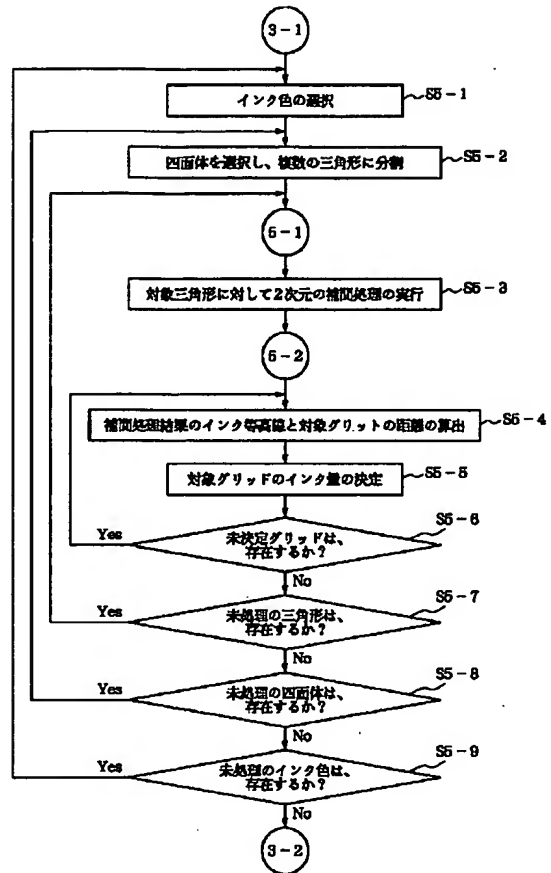 3-1
インク色の選択
S5-1
四面体を選択し、複数の三角形に分割
S5-2
5-1
対象三角形に対して2次元の補間処理の実行
S5-3
5-2
補間処理結果のインク等高線と対象グリットの距離の算出
S5-4
対象グリッドのインク量の決定
S5-5
未決定グリッドは、
存在するか?
S5-6
Yes
No
未処理の三角形は、
存在するか?
S5-7
Yes
No
未処理の四面体は、
存在するか?
S5-8
Yes
No
未処理のインク色は、
存在するか?
S5-9
Yes
No
3-2